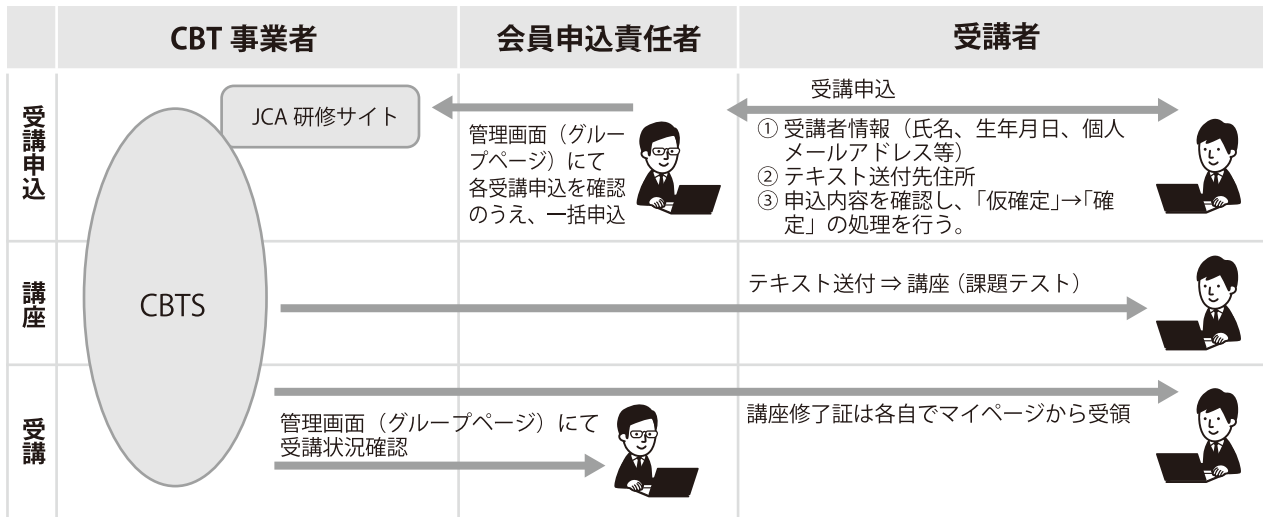 CBT 事業者
会員申込責任者
受講者
受講申込
JCA 研修サイト
管理画面（グルー
プページ）にて
各受講申込を確認
のうえ、一括申込
受講申込
① 受講者情報（氏名、生年月日、個人
メールアドレス等）
② テキスト送付先住所
③ 申込内容を確認し、「仮確定」→「確
定」の処理を行う。
講座
CBTS
テキスト送付 ⇒ 講座（課題テスト）
受講
管理画面（グループページ）にて
受講状況確認
講座修了証は各自でマイページから受領